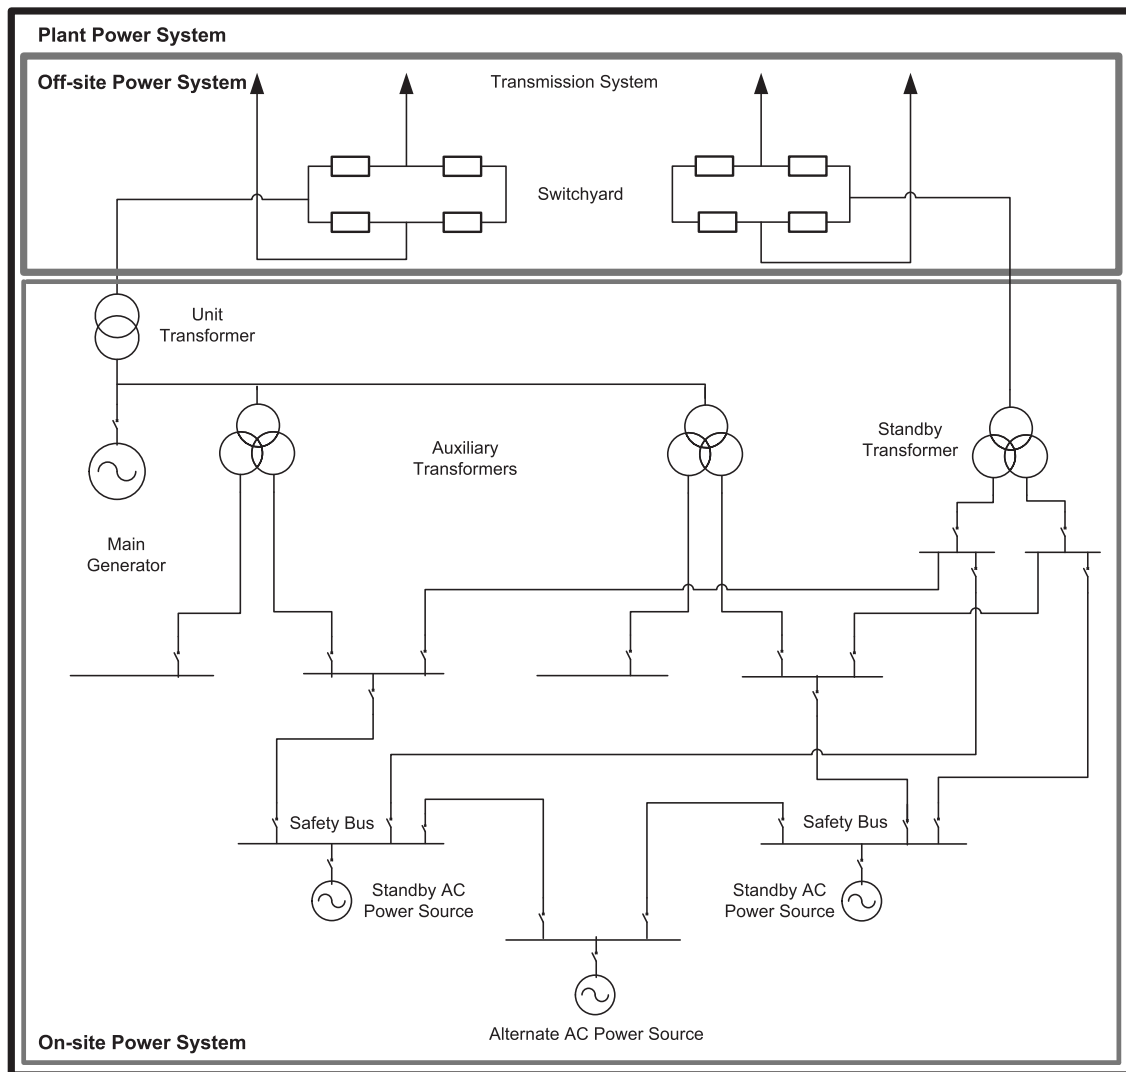 Plant Power System
Off-site Power System
Transmission System
Switchyard
Unit
Transformer
Auxiliary
Transformers
Standby
Transformer
Main
Generator
Safety Bus
Safety Bus
Standby AC
Power Source
Standby AC
Power Source
Alternate AC Power Source
On-site Power System